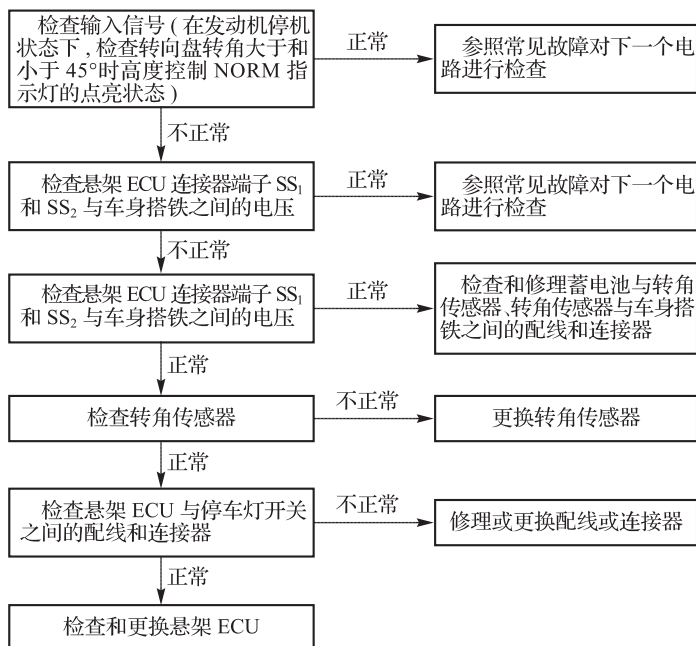 检查输入信号(在发动机停机
状态下,检查转向盘转角大于和
小于 45°时高度控制 NORM 指
示灯的点亮状态)
正常
参照常见故障对下一个电
路进行检查
不正常
检查悬架 ECU 连接器端子 SS₁
和 SS₂ 与车身搭铁之间的电压
正常
参照常见故障对下一个电
路进行检查
不正常
检查悬架 ECU 连接器端子 SS₁
和 SS₂ 与车身搭铁之间的电压
正常
检查和修理蓄电池与转角
传感器、转角传感器与车身搭
铁之间的配线和连接器
正常
检查转角传感器
不正常
更换转角传感器
正常
检查悬架 ECU 与停车灯开关
之间的配线和连接器
不正常
修理或更换配线或连接器
正常
检查和更换悬架 ECU